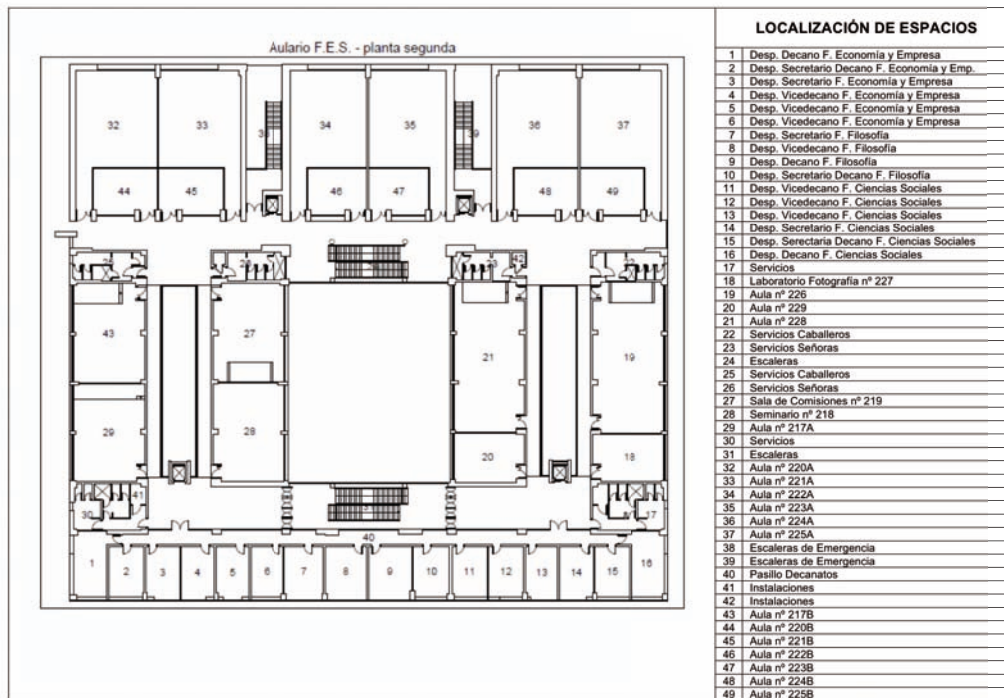 Aulario F.E.S. - planta segunda
32 33 38 34 35 39 36 37
44 45 46 47 48 49
26 23 42 22
43 27 21 19
29 28 20 18
30 41 17
40
1 2 3 4 5 6 7 8 9 10 11 12 13 14 15 16
LOCALIZACIÓN DE ESPACIOS
1 Desp. Decano F. Economía y Empresa
2 Desp. Secretario Decano F. Economía y Emp.
3 Desp. Secretario F. Economía y Empresa
4 Desp. Vicedecano F. Economía y Empresa
5 Desp. Vicedecano F. Economía y Empresa
6 Desp. Vicedecano F. Economía y Empresa
7 Desp. Secretario F. Filosofía
8 Desp. Vicedecano F. Filosofía
9 Desp. Decano F. Filosofía
10 Desp. Secretario Decano F. Filosofía
11 Desp. Vicedecano F. Ciencias Sociales
12 Desp. Vicedecano F. Ciencias Sociales
13 Desp. Vicedecano F. Ciencias Sociales
14 Desp. Secretario F. Ciencias Sociales
15 Desp. Serectaria Decano F. Ciencias Sociales
16 Desp. Decano F. Ciencias Sociales
17 Servicios
18 Laboratorio Fotografía nº 227
19 Aula nº 226
20 Aula nº 229
21 Aula nº 228
22 Servicios Caballeros
23 Servicios Señoras
24 Escaleras
25 Servicios Caballeros
26 Servicios Señoras
27 Sala de Comisiones nº 219
28 Seminario nº 218
29 Aula nº 217A
30 Servicios
31 Escaleras
32 Aula nº 220A
33 Aula nº 221A
34 Aula nº 222A
35 Aula nº 223A
36 Aula nº 224A
37 Aula nº 225A
38 Escaleras de Emergencia
39 Escaleras de Emergencia
40 Pasillo Decanatos
41 Instalaciones
42 Instalaciones
43 Aula nº 217B
44 Aula nº 220B
45 Aula nº 221B
46 Aula nº 222B
47 Aula nº 223B
48 Aula nº 224B
49 Aula nº 225B